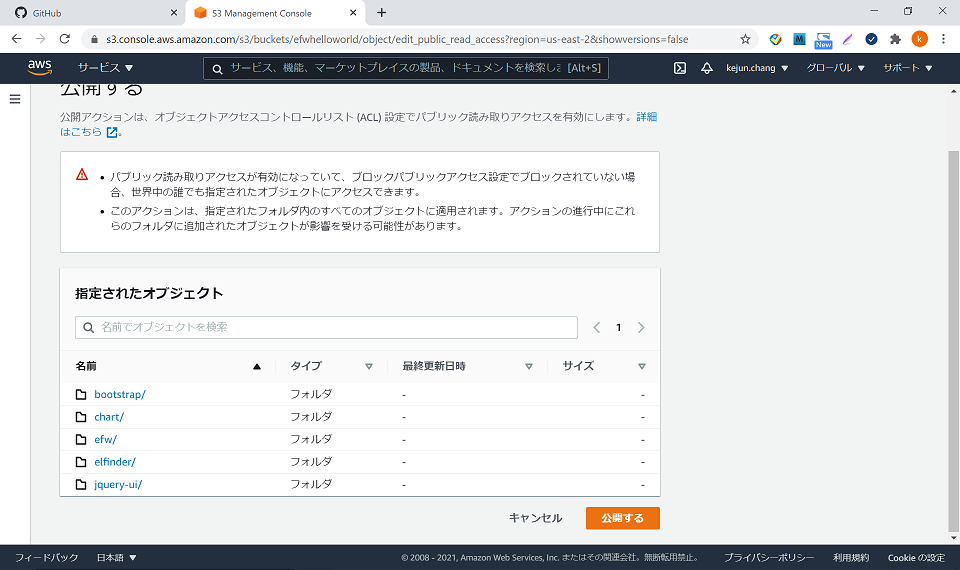 GitHub
S3 Management Console
s3.console.aws.amazon.com/s3/buckets/efwhelloworld/object/edit_public_read_access?region=us-east-2&showversions=false
New
k
aws
サービス
サービス、機能、マーケットプレイスの製品、ドキュメントを検索しま [Alt+S]
kejun.chang
グローバル
サポート
公開する
公開アクションは、オブジェクトアクセスコントロールリスト (ACL) 設定でパブリック読み取りアクセスを有効にします。詳細
はこちら。
パブリック読み取りアクセスが有効になっていて、ブロックパブリックアクセス設定でブロックされていない場
合、世界中の誰でも指定されたオブジェクトにアクセスできます。
このアクションは、指定されたフォルダ内のすべてのオブジェクトに適用されます。アクションの進行中にこれ
らのフォルダに追加されたオブジェクトが影響を受ける可能性があります。
指定されたオブジェクト
名前でオブジェクトを検索
1
名前 タイプ 最終更新日時 サイズ
bootstrap/ フォルダ - -
chart/ フォルダ - -
efw/ フォルダ - -
elfinder/ フォルダ - -
jquery-ui/ フォルダ - -
キャンセル 公開する
フィードバック 日本語 © 2008 - 2021, Amazon Web Services, Inc. またはその関連会社。無断転用禁止。 プライバシーポリシー 利用規約 Cookie の設定